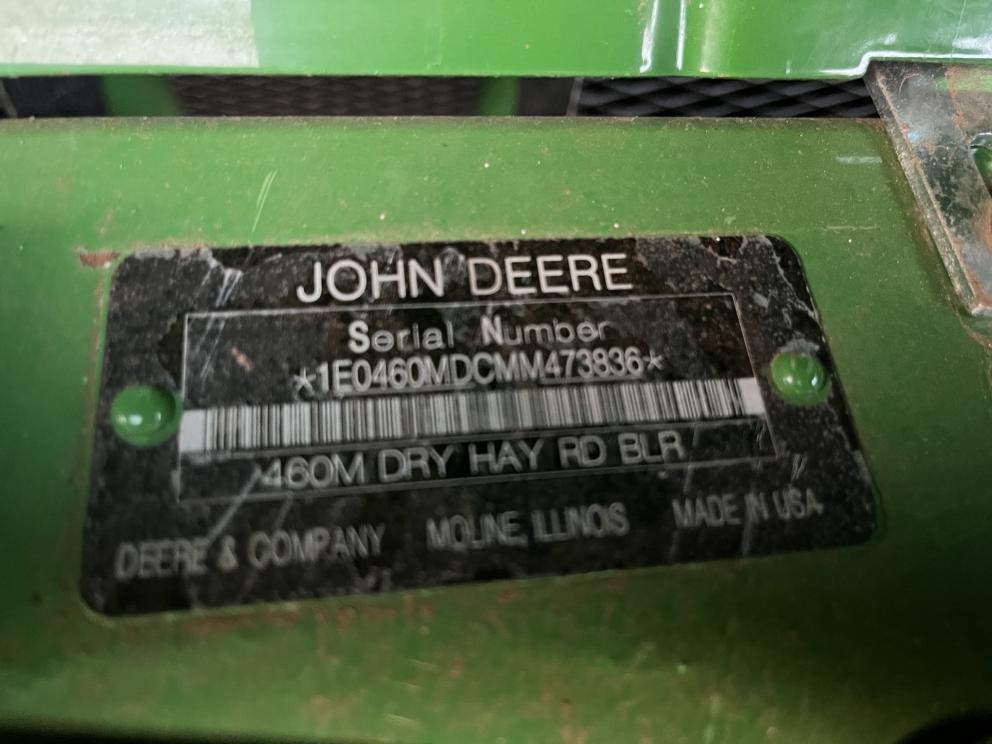 JOHN DEERE
Serial Number
*1E0460MDCMM473836*
460M DRY HAY RD BLR
DEERE & COMPANY MOLINE, ILLINOIS MADE IN USA